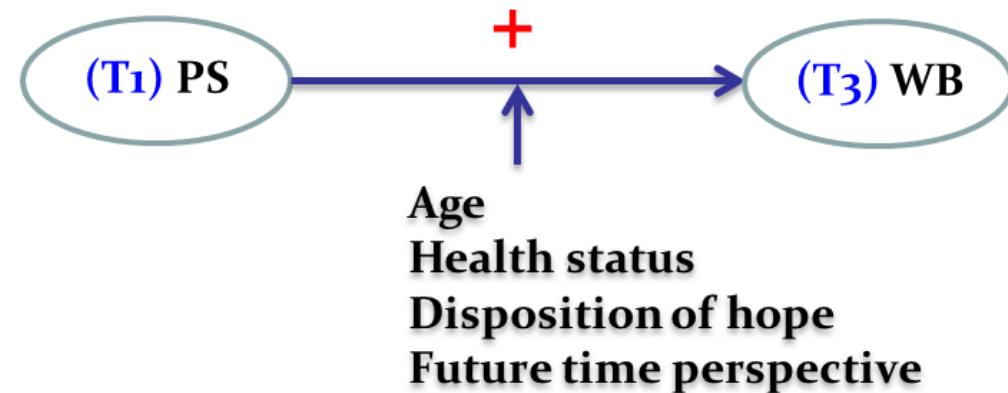 +
(T1) PS
(T3) WB
Age
Health status
Disposition of hope
Future time perspective